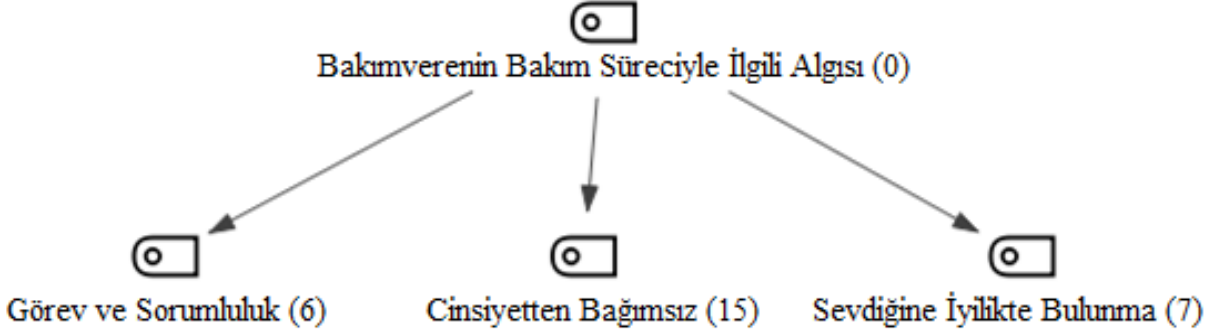 Bakımverenin Bakım Süreciyle İlgili Algısı (0)
Görev ve Sorumluluk (6)
Cinsiyetten Bağımsız (15)
Sevdiğine İyilikte Bulunma (7)